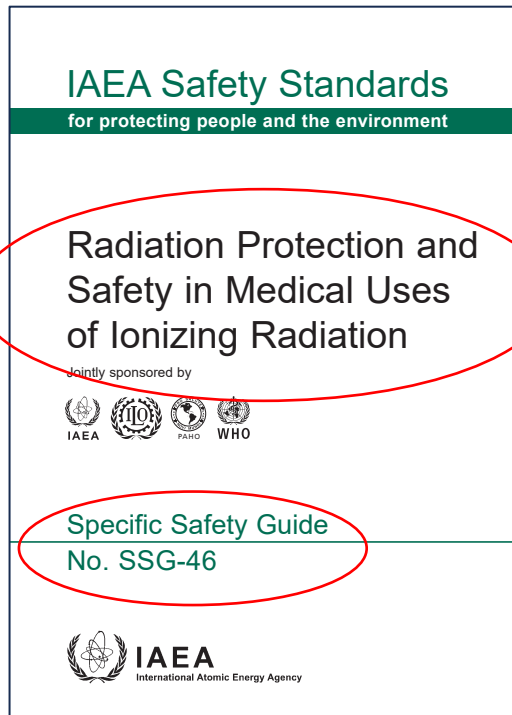 IAEA Safety Standards
for protecting people and the environment
Radiation Protection and
Safety in Medical Uses
of Ionizing Radiation
Jointly sponsored by
ILO
IAEA PAHO WHO
Specific Safety Guide
No. SSG-46
IAEA
International Atomic Energy Agency